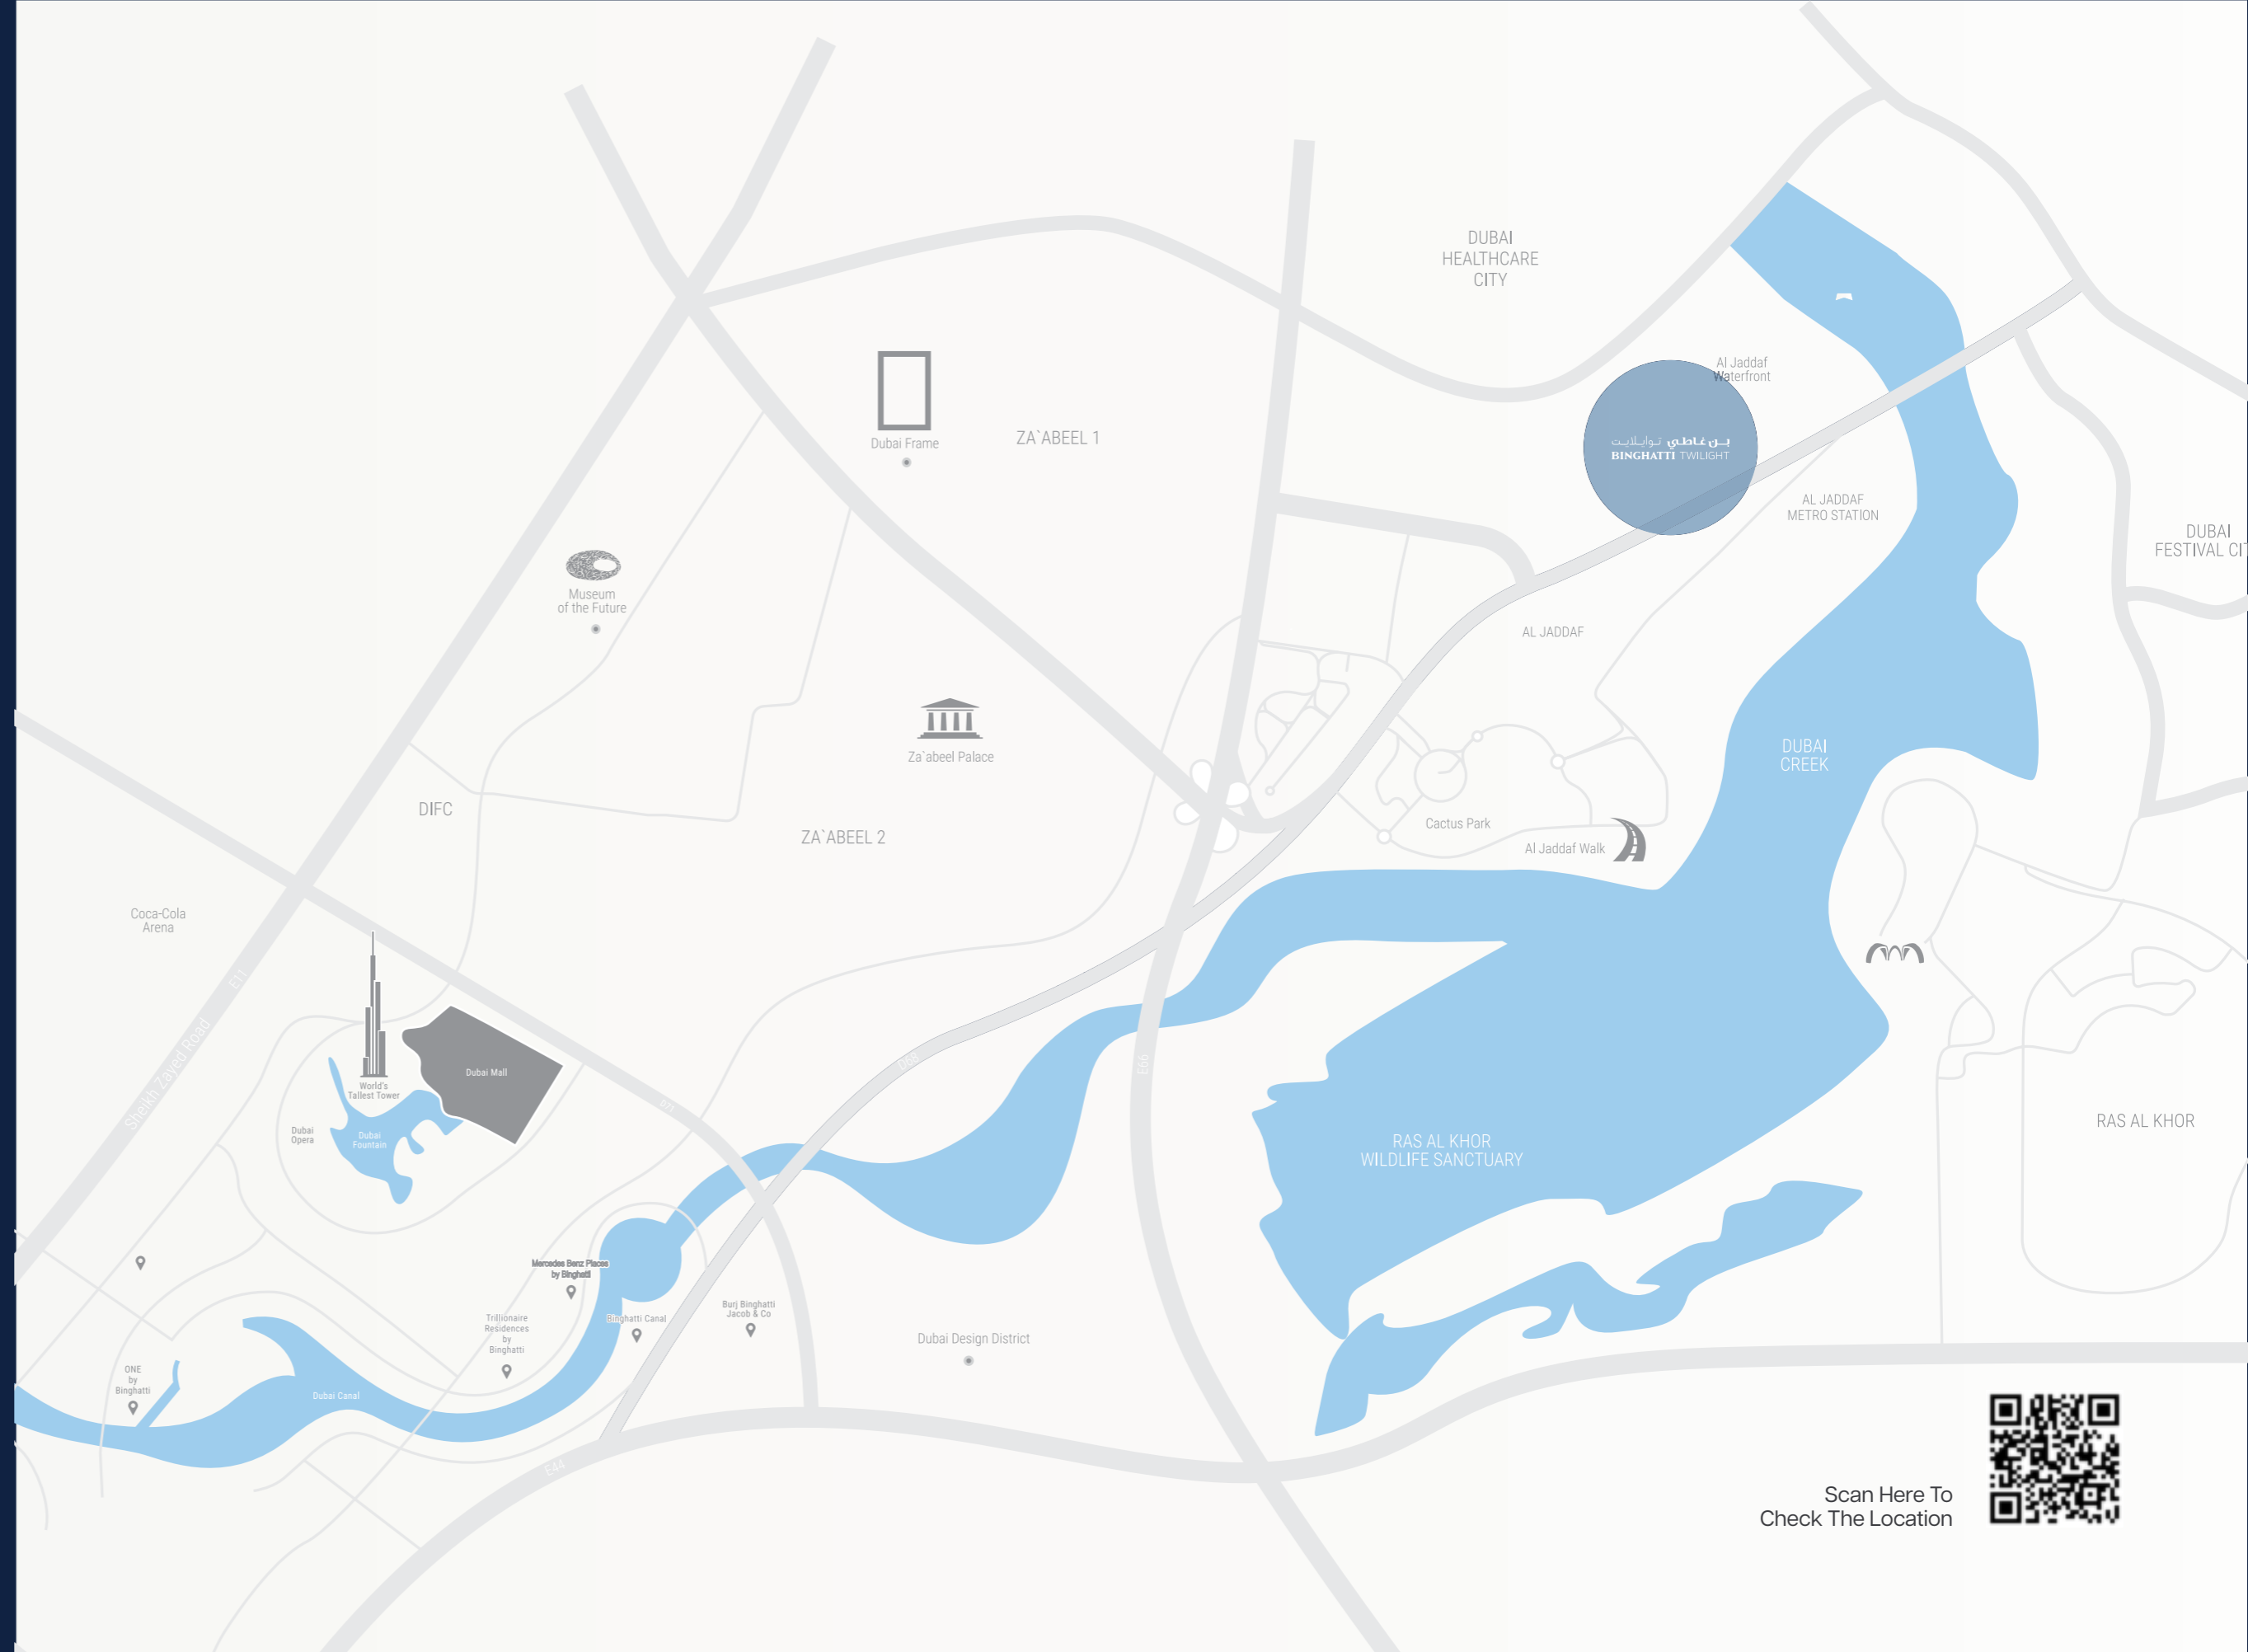 DUBAI
HEALTHCARE
CITY
Al Jaddaf
Waterfront
Dubai Frame
ZA`ABEEL 1
بن غاطي توايلايت
BINGHATTI TWILIGHT
AL JADDAF
METRO STATION
DUBAI
FESTIVAL CIT
Museum
of the Future
AL JADDAF
Za`abeel Palace
DUBAI
CREEK
DIFC
ZA`ABEEL 2
Cactus Park
Al Jaddaf Walk
Coca-Cola
Arena
E11
Sheikh Zayed Road
Dubai Mall
World's
Tallest Tower
Dubai
Opera
Dubai
Fountain
D68
E66
RAS AL KHOR
WILDLIFE SANCTUARY
RAS AL KHOR
Mercedes Benz Places
by Binghatti
Trillionaire
Residences
by
Binghatti
Binghatti Canal
Burj Binghatti
Jacob & Co
Dubai Design District
ONE
by
Binghatti
Dubai Canal
E44
Scan Here To
Check The Location